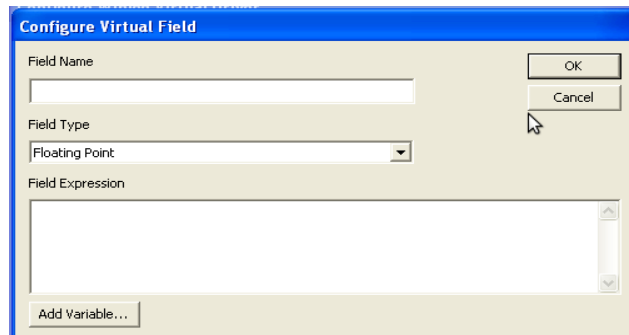 Configure Virtual Field
Field Name
OK
Cancel
Field Type
Floating Point
Field Expression
Add Variable...